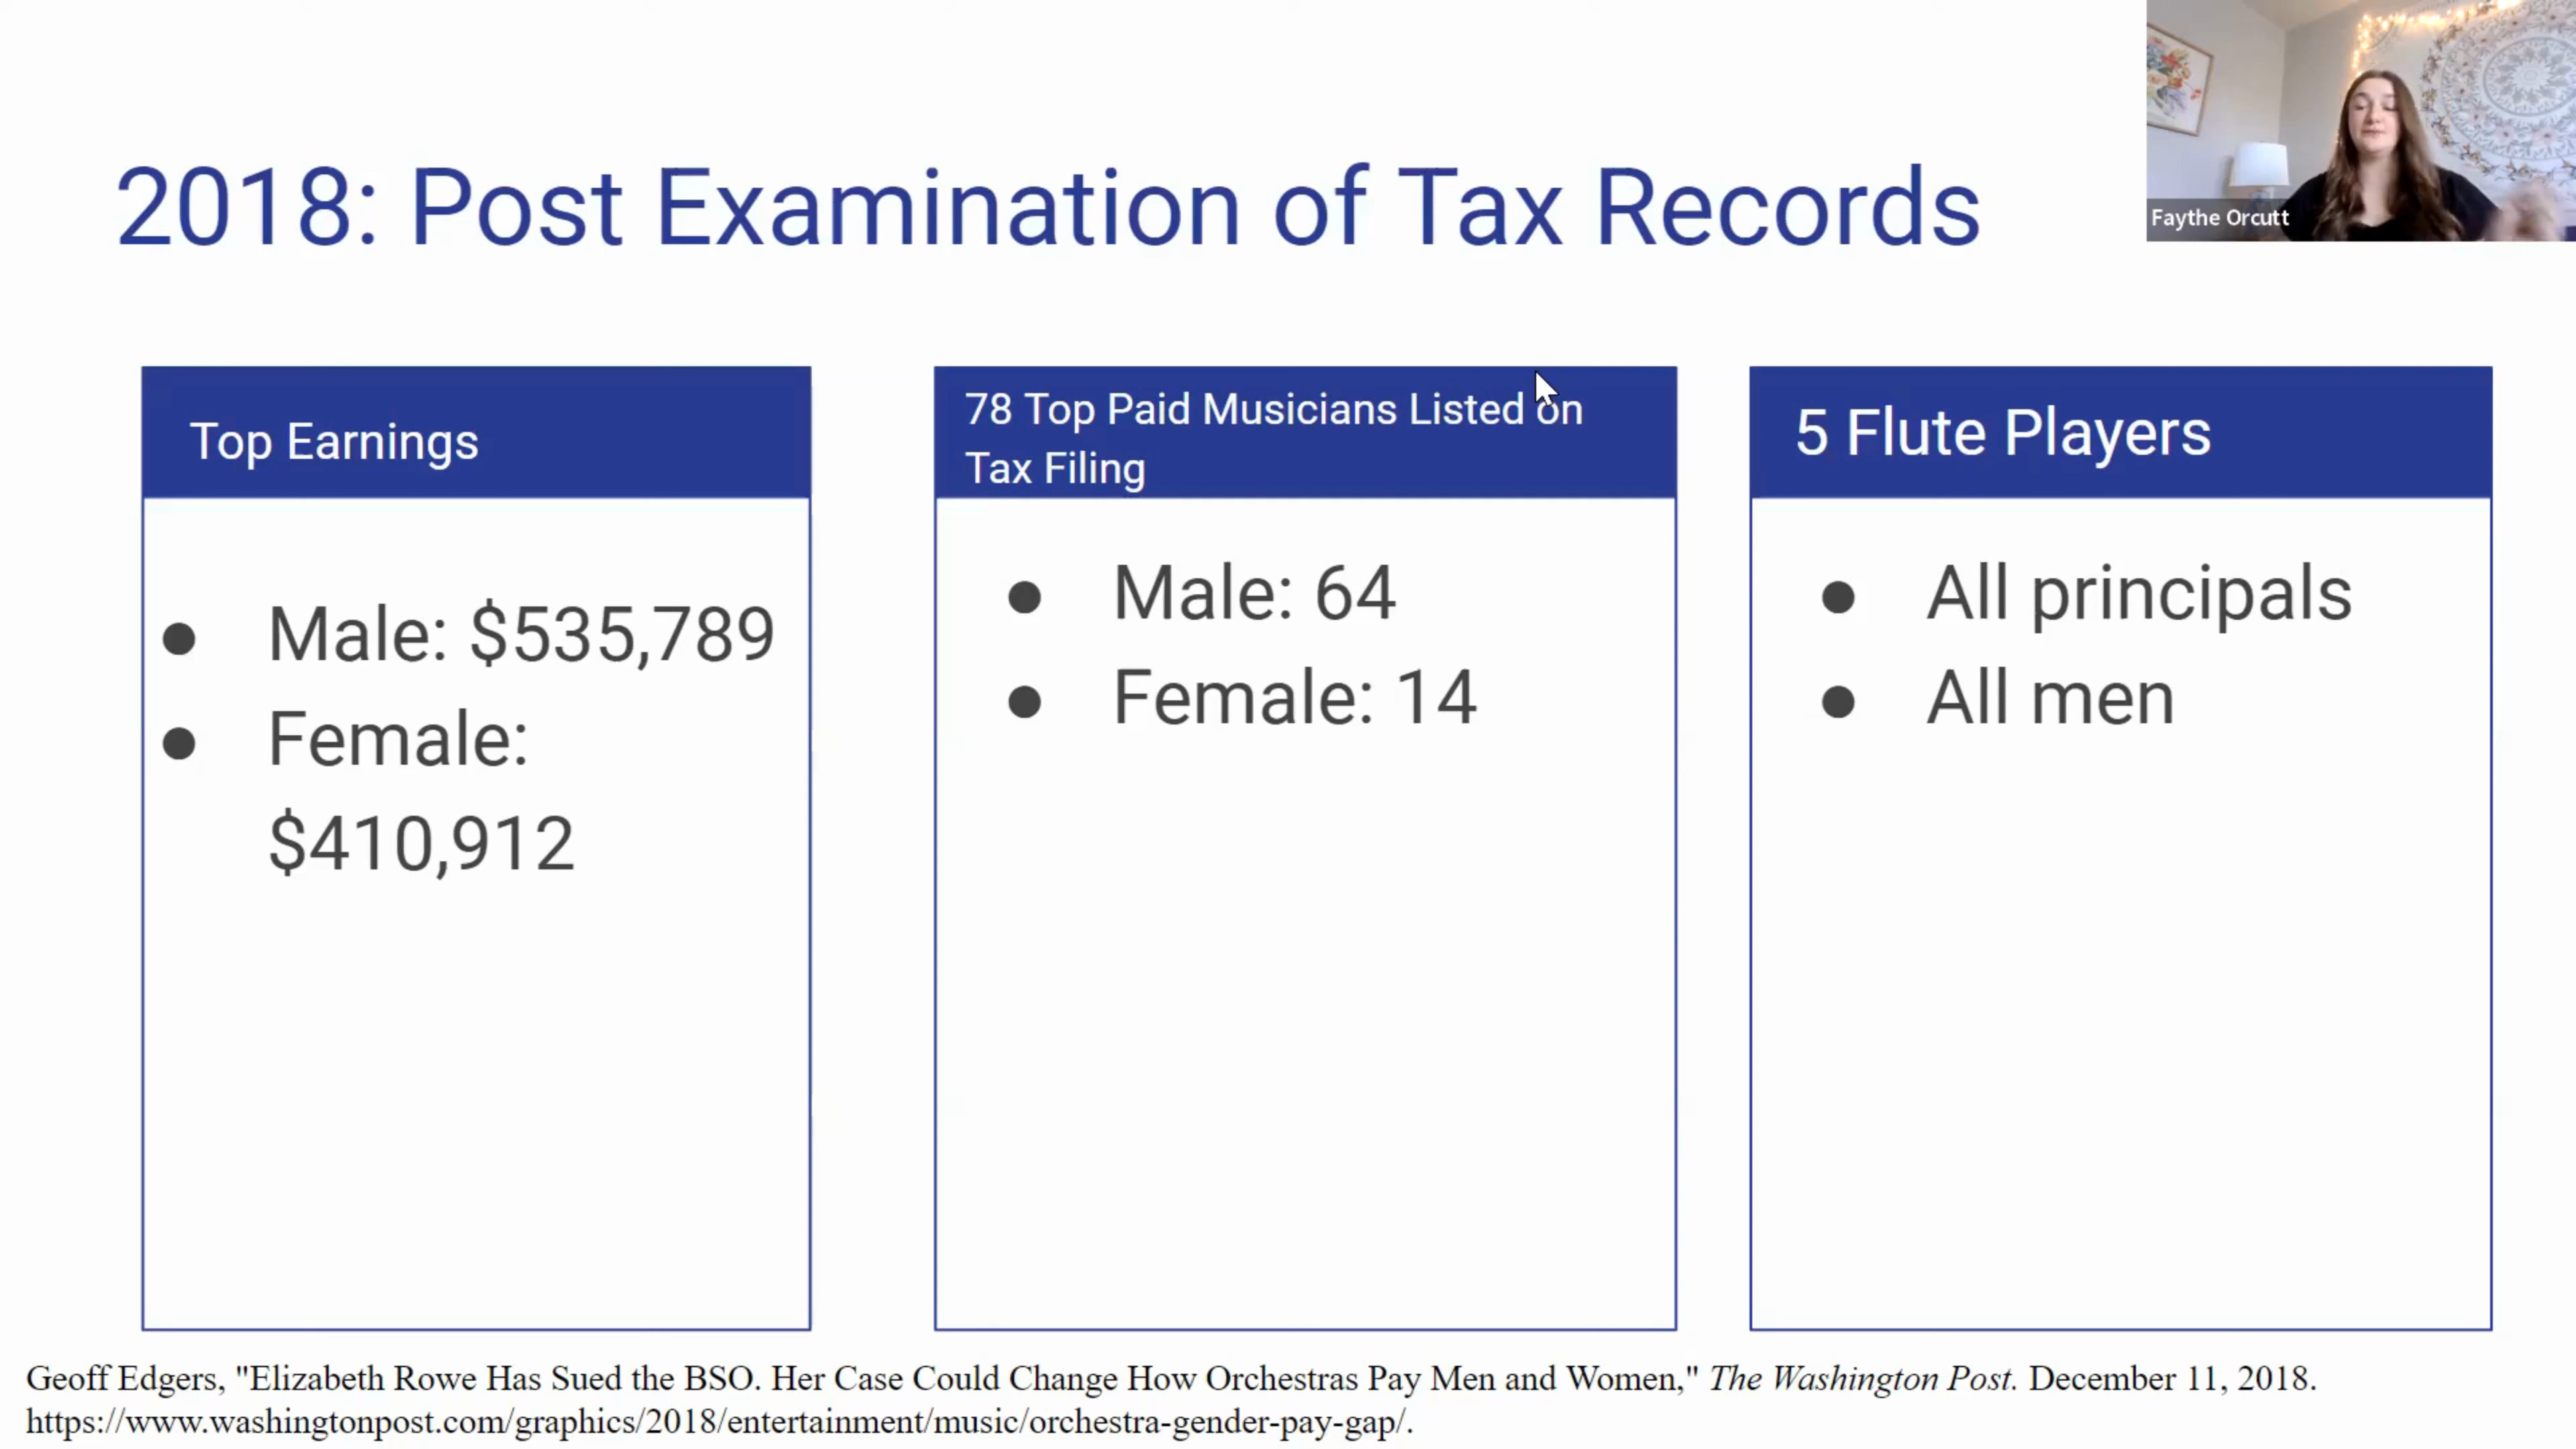 2018: Post Examination of Tax Records
Faythe Orcutt
Top Earnings
● Male: $535,789
● Female:
$410,912
78 Top Paid Musicians Listed on
Tax Filing
● Male: 64
● Female: 14
5 Flute Players
● All principals
● All men
Geoff Edgers, "Elizabeth Rowe Has Sued the BSO. Her Case Could Change How Orchestras Pay Men and Women," The Washington Post. December 11, 2018.
https://www.washingtonpost.com/graphics/2018/entertainment/music/orchestra-gender-pay-gap/.